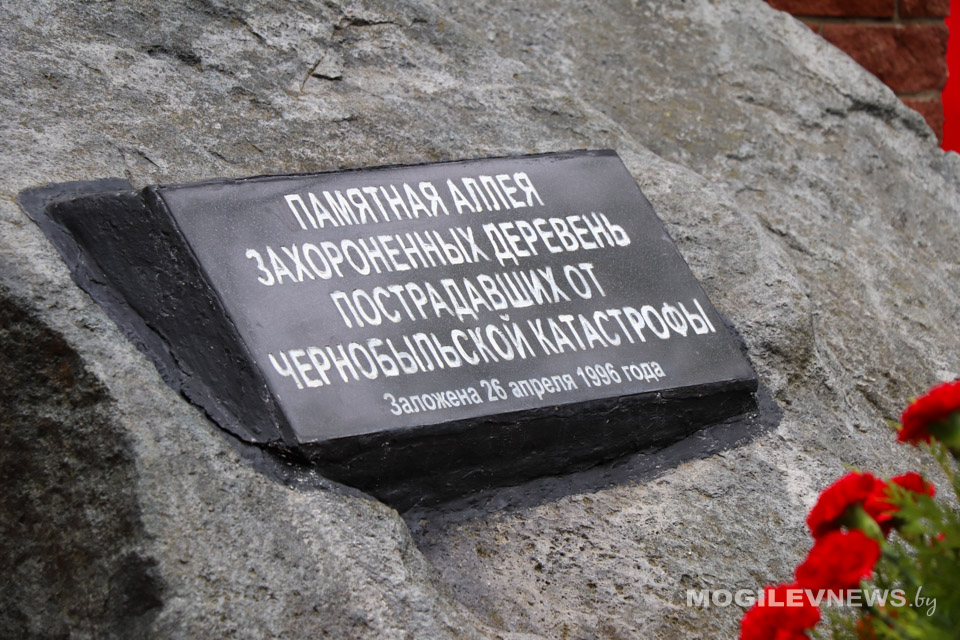 ПАМЯТНАЯ АЛЛЕЯ
ЗАХОРОНЕННЫХ ДЕРЕВЕНЬ
ПОСТРАДАВШИХ ОТ
ЧЕРНОБЫЛЬСКОЙ КАТАСТРОФЫ
Заложена 26 апреля 1996 года
MOGILEVNEWS.by